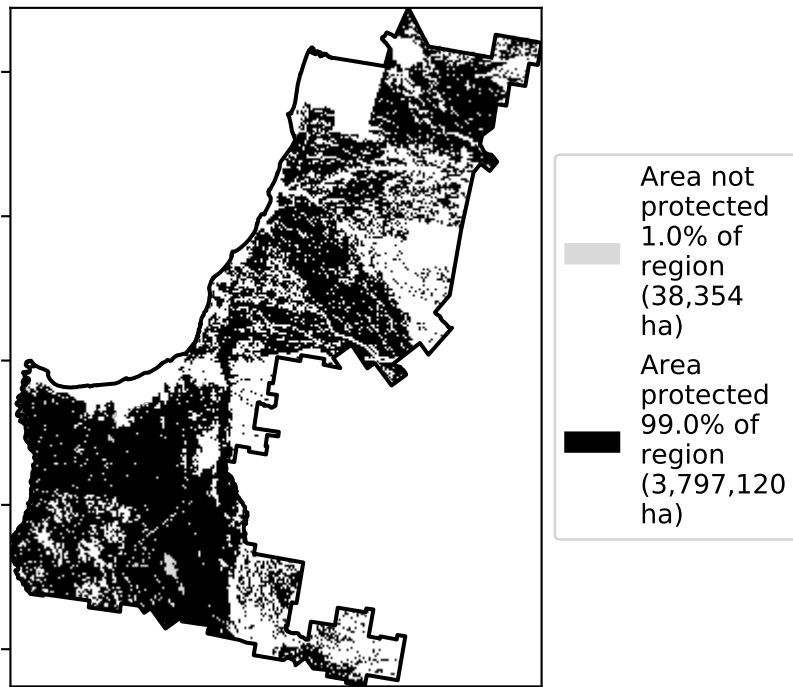 Area not
protected
1.0% of
region
(38,354
ha)
Area
protected
99.0% of
region
(3,797,120
ha)